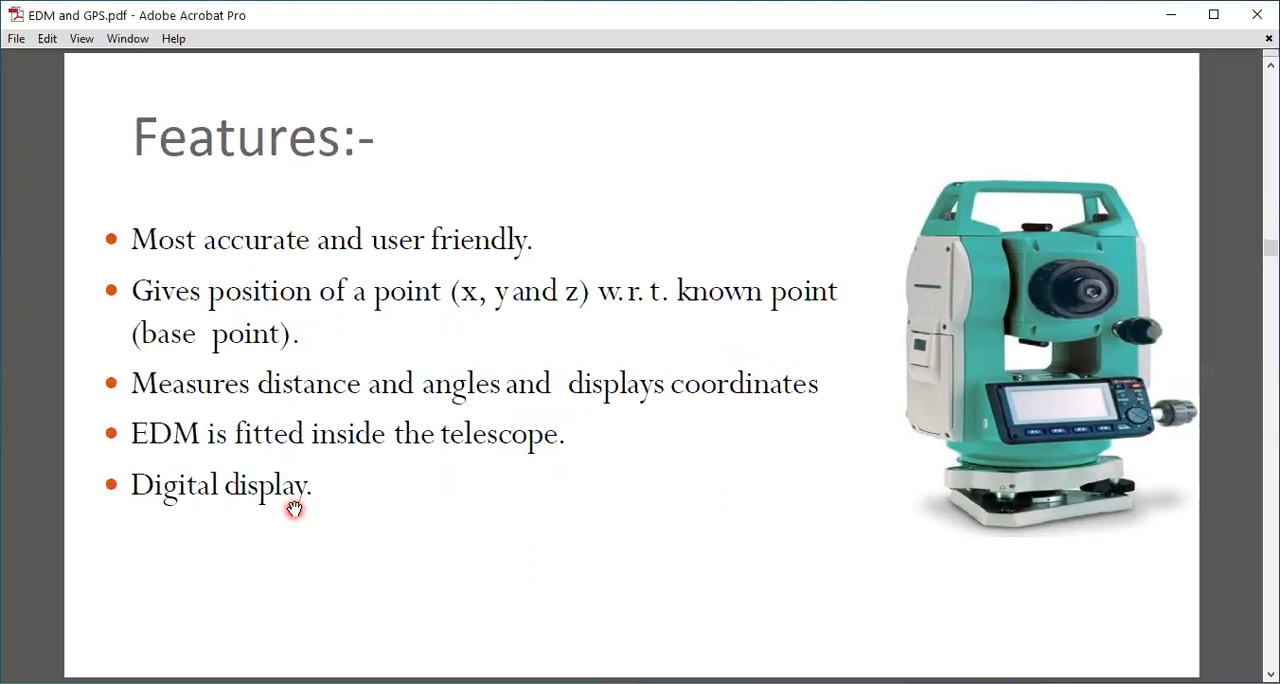 EDM and GPS.pdf - Adobe Acrobat Pro
File Edit View Window Help
Features:-
Most accurate and user friendly.
Gives position of a point (x, y and z) w. r. t. known point
(base point).
Measures distance and angles and displays coordinates
EDM is fitted inside the telescope.
Digital display.